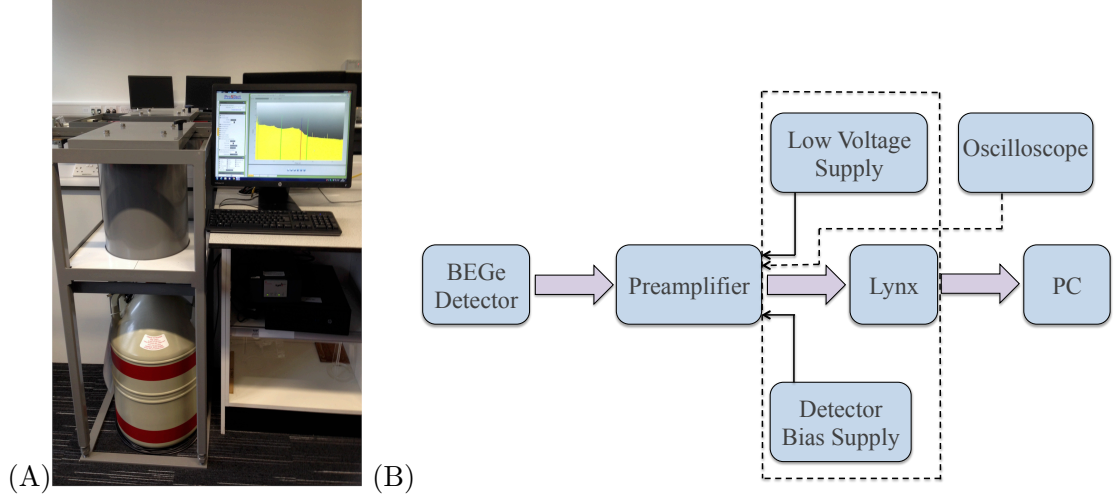 (A)
(B)
Low Voltage
Supply
Oscilloscope
BEGe
Detector
Preamplifier
Lynx
PC
Detector
Bias Supply